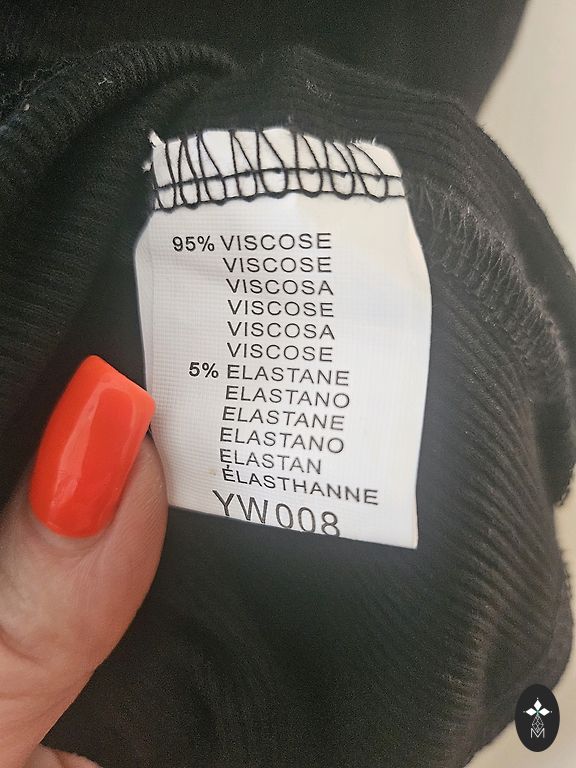 95% VISCOSE
VISCOSE
VISCOSA
VISCOSE
VISCOSA
VISCOSE
5% ELASTANE
ELASTANO
ELASTANE
ELASTANO
ELASTAN
ÉLASTHANNE
YW008